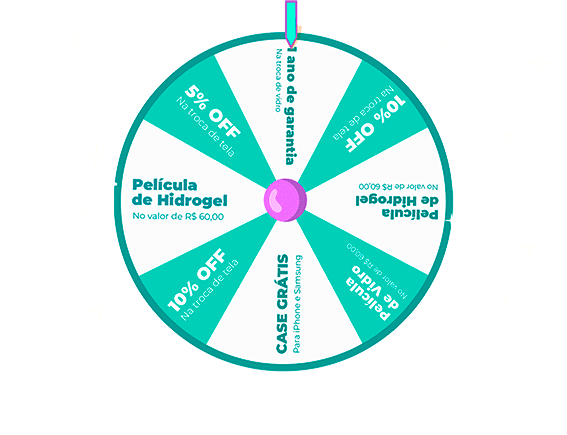 1 ano de garantia
Na troca de vidro
10% OFF
Na troca de tela
Película
de Hidrogel
No valor de R$ 60,00
Película
de Vidro
No valor de R$ 60,00
CASE GRÁTIS
Para iPhone e Samsung
10% OFF
Na troca de tela
Película
de Hidrogel
No valor de R$ 60,00
5% OFF
Na troca de tela